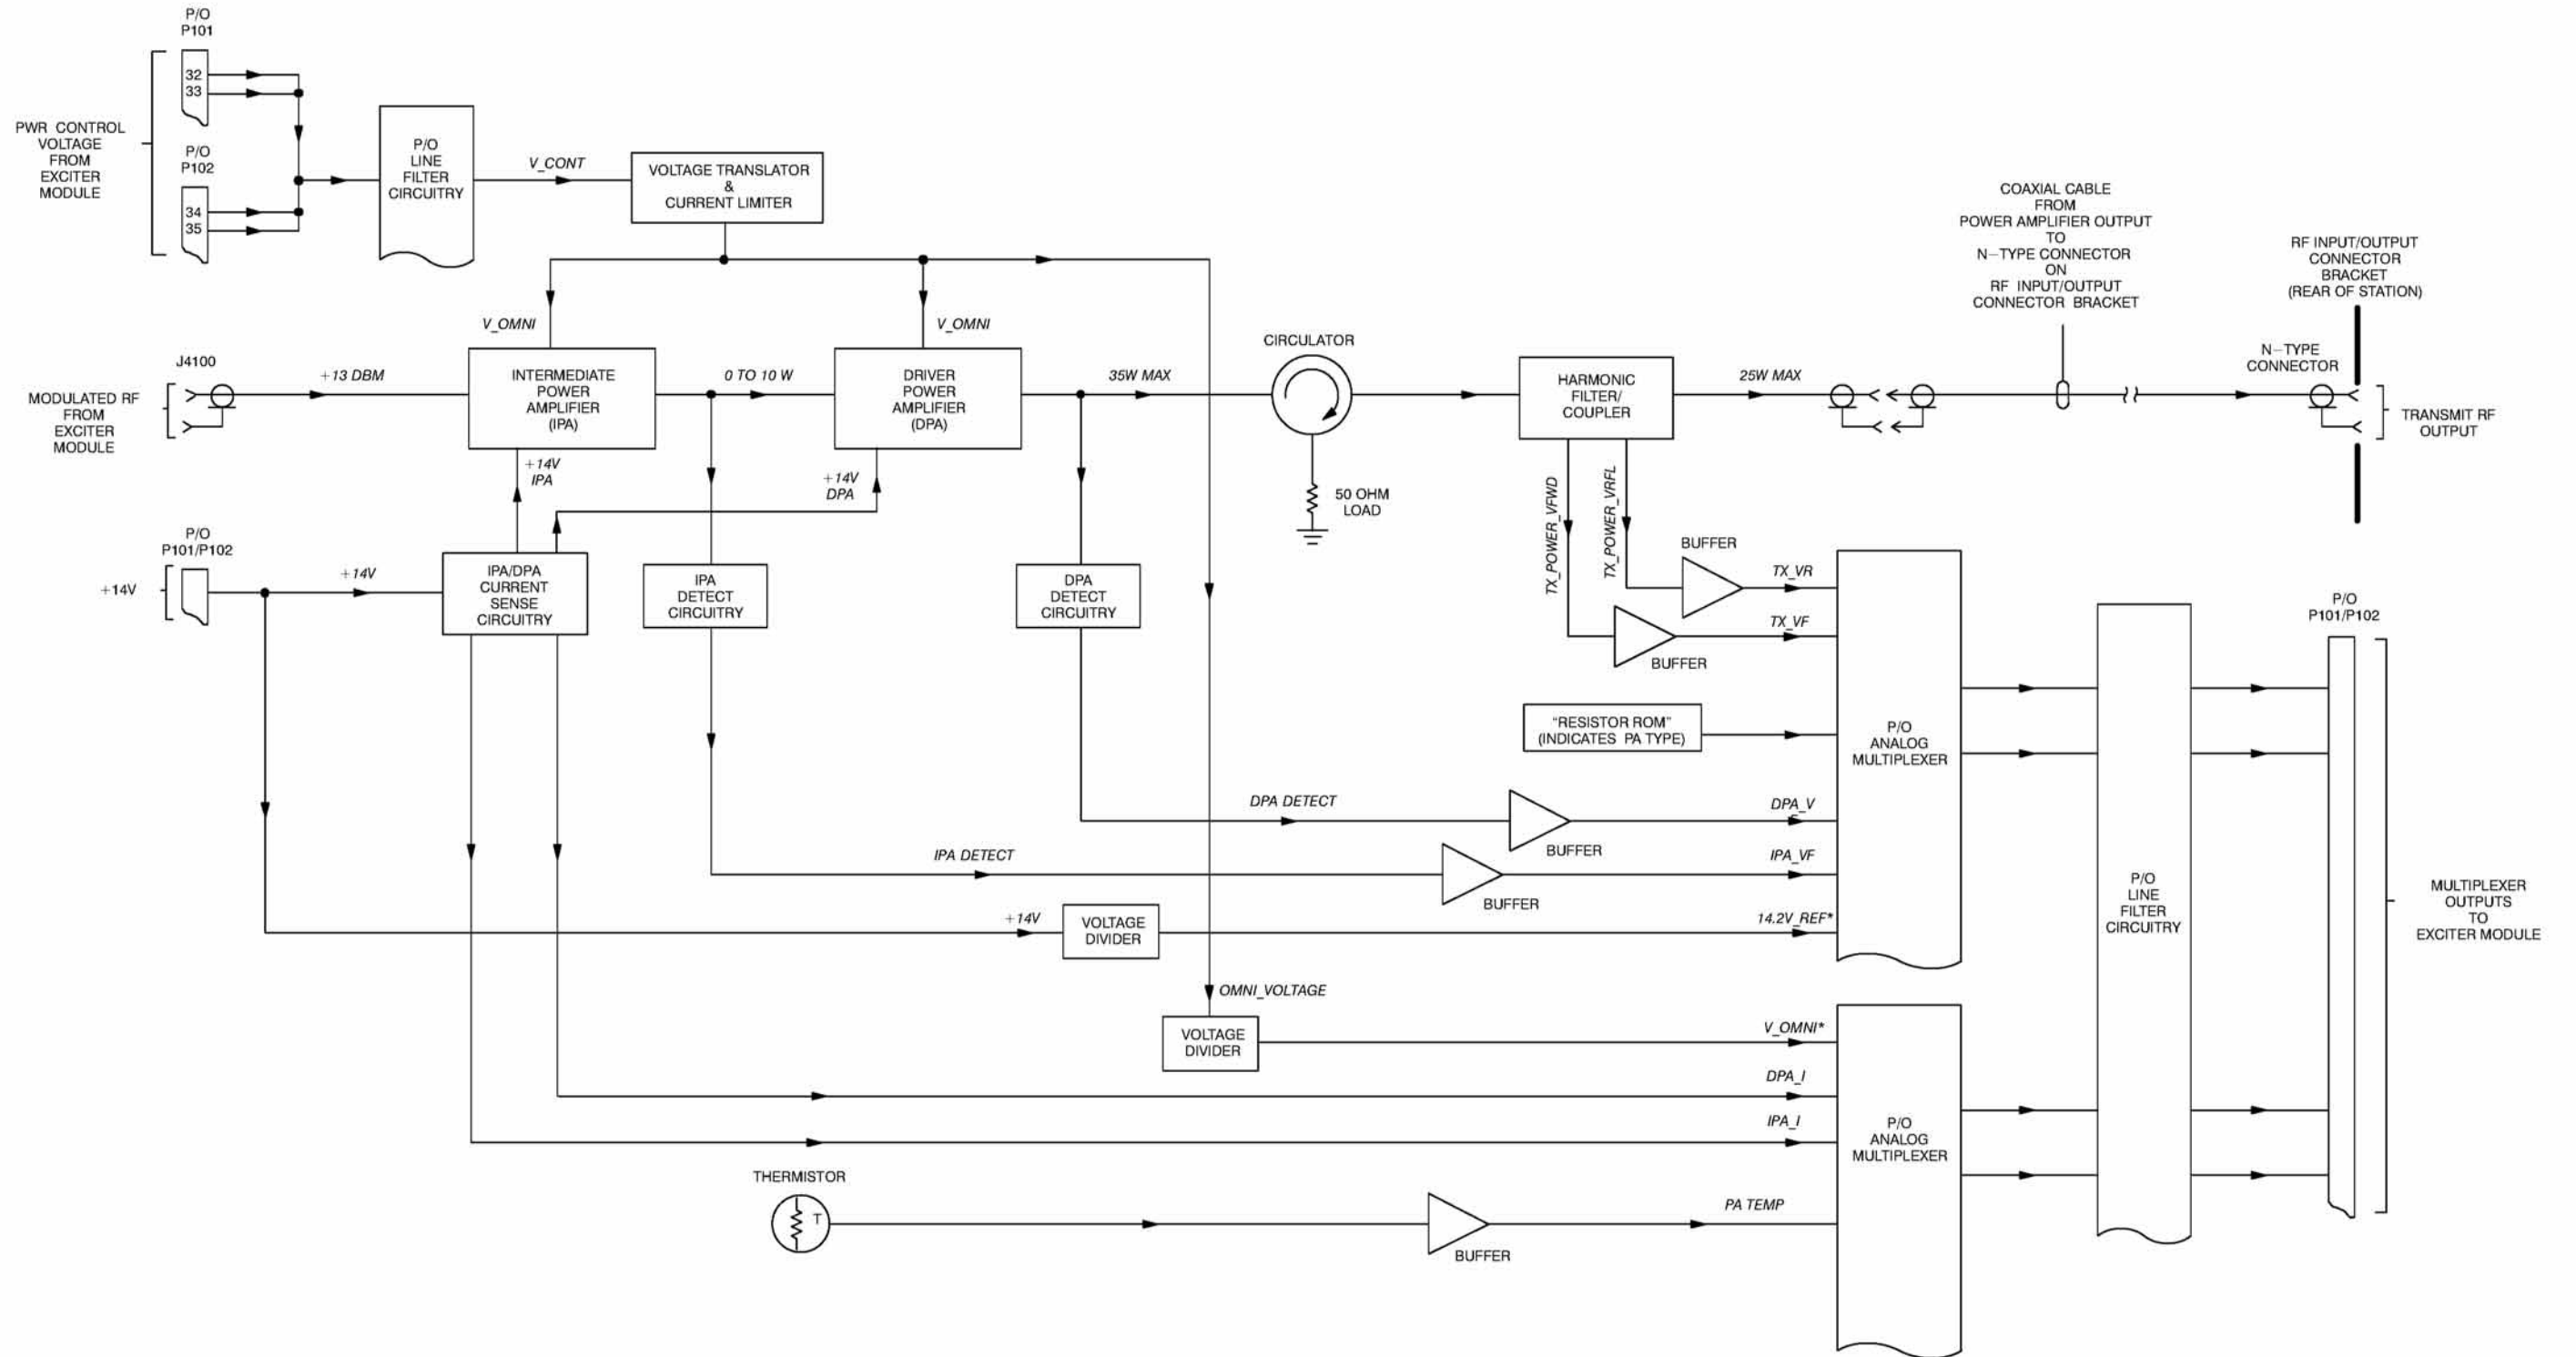 P/O
P101
32
33
PWR CONTROL
VOLTAGE
FROM
EXCITER
MODULE
P/O
P102
34
35
P/O
LINE
FILTER
CIRCUITRY
V_CONT
VOLTAGE TRANSLATOR
&
CURRENT LIMITER
V_OMNI
V_OMNI
J4100
MODULATED RF
FROM
EXCITER
MODULE
+13 DBM
INTERMEDIATE
POWER
AMPLIFIER
(IPA)
0 TO 10 W
DRIVER
POWER
AMPLIFIER
(DPA)
35W MAX
CIRCULATOR
50 OHM
LOAD
HARMONIC
FILTER/
COUPLER
25W MAX
COAXIAL CABLE
FROM
POWER AMPLIFIER OUTPUT
TO
N–TYPE CONNECTOR
ON
RF INPUT/OUTPUT
CONNECTOR BRACKET
RF INPUT/OUTPUT
CONNECTOR
BRACKET
(REAR OF STATION)
N–TYPE
CONNECTOR
TRANSMIT RF
OUTPUT
+14V
IPA
+14V
DPA
P/O
P101/P102
+14V
+14V
IPA/DPA
CURRENT
SENSE
CIRCUITRY
IPA
DETECT
CIRCUITRY
DPA
DETECT
CIRCUITRY
TX_POWER_VFWD
TX_POWER_VRFL
BUFFER
TX_VR
TX_VF
BUFFER
"RESISTOR ROM"
(INDICATES PA TYPE)
P/O
ANALOG
MULTIPLEXER
DPA DETECT
BUFFER
DPA_V
IPA DETECT
BUFFER
IPA_VF
+14V
VOLTAGE
DIVIDER
14.2V_REF*
P/O
LINE
FILTER
CIRCUITRY
P/O
P101/P102
MULTIPLEXER
OUTPUTS
TO
EXCITER MODULE
OMNI_VOLTAGE
VOLTAGE
DIVIDER
V_OMNI*
DPA_I
IPA_I
P/O
ANALOG
MULTIPLEXER
THERMISTOR
T
BUFFER
PA TEMP